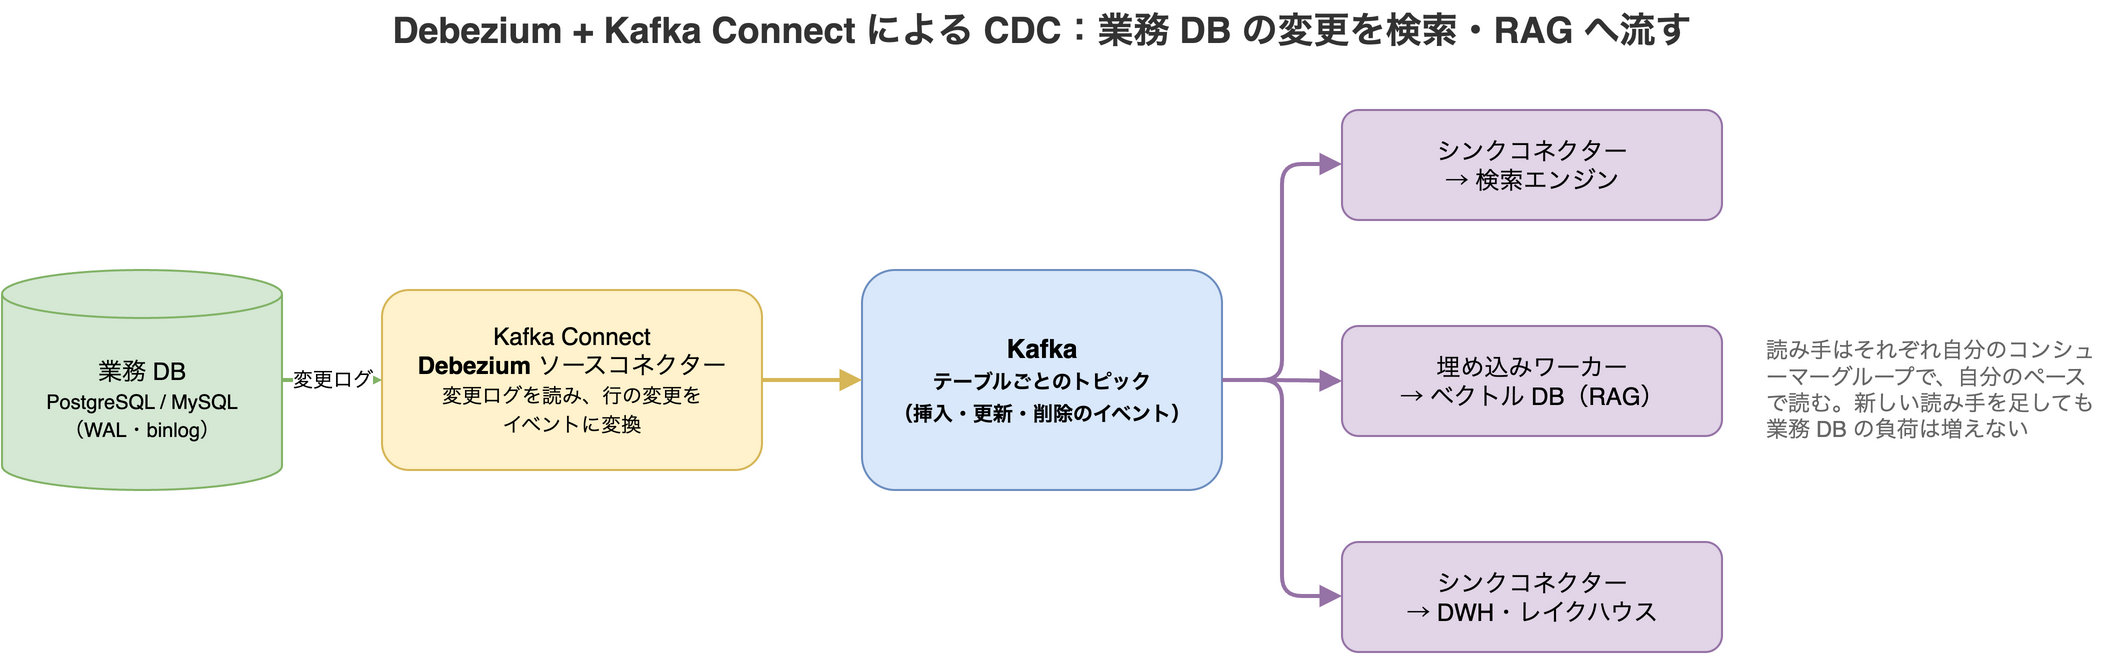 Debezium + Kafka Connect による CDC：業務 DB の変更を検索・RAG へ流す
業務 DB
PostgreSQL / MySQL
（WAL・binlog）
変更ログ
Kafka Connect
Debezium ソースコネクター
変更ログを読み、行の変更を
イベントに変換
Kafka
テーブルごとのトピック
（挿入・更新・削除のイベント）
シンクコネクター
→ 検索エンジン
埋め込みワーカー
→ ベクトル DB（RAG）
シンクコネクター
→ DWH・レイクハウス
読み手はそれぞれ自分のコンシュ
ーマーグループで、自分のペース
で読む。新しい読み手を足しても
業務 DB の負荷は増えない